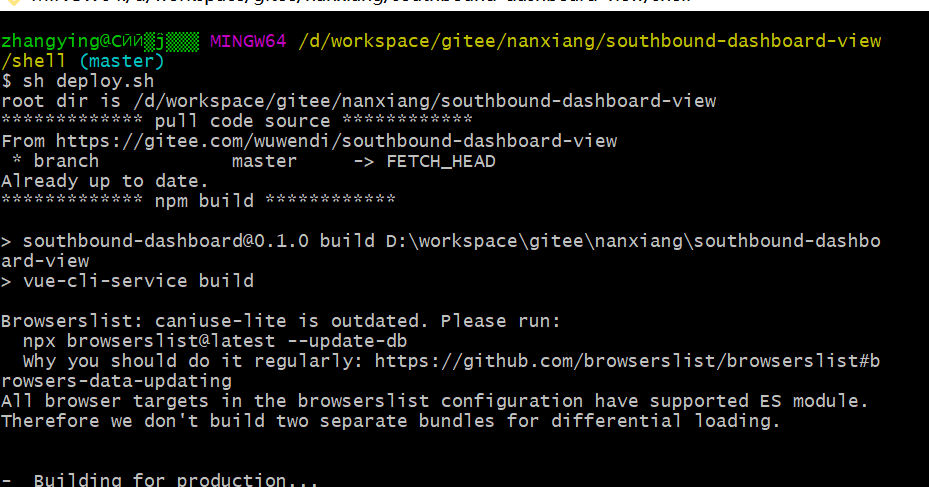 zhangying@ MINGW64 /d/workspace/gitee/nanxiang/southbound-dashboard-view
/shell (master)
$ sh deploy.sh
root dir is /d/workspace/gitee/nanxiang/southbound-dashboard-view
************* pull code source ************
From https://gitee.com/wuwendi/southbound-dashboard-view
 * branch            master     -> FETCH_HEAD
Already up to date.
************* npm build ************
> southbound-dashboard@0.1.0 build D:\workspace\gitee\nanxiang\southbound-dashbo
ard-view
> vue-cli-service build
Browserslist: caniuse-lite is outdated. Please run:
  npx browserslist@latest --update-db
  Why you should do it regularly: https://github.com/browserslist/browserslist#b
rowsers-data-updating
All browser targets in the browserslist configuration have supported ES module.
Therefore we don't build two separate bundles for differential loading.
-  Building for production...